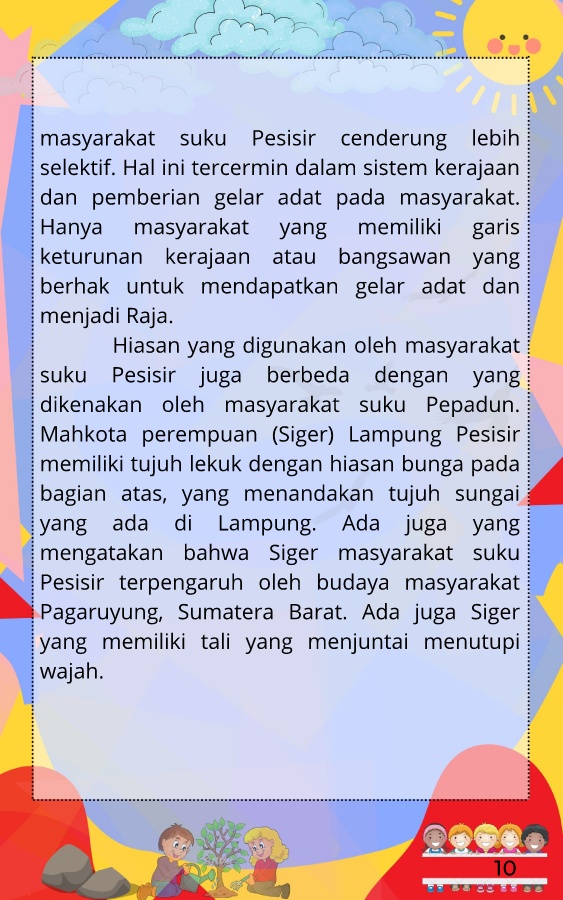 masyarakat suku Pesisir cenderung lebih
selektif. Hal ini tercermin dalam sistem kerajaan
dan pemberian gelar adat pada masyarakat.
Hanya masyarakat yang memiliki garis
keturunan kerajaan atau bangsawan yang
berhak untuk mendapatkan gelar adat dan
menjadi Raja.
Hiasan yang digunakan oleh masyarakat
suku Pesisir juga berbeda dengan yang
dikenakan oleh masyarakat suku Pepadun.
Mahkota perempuan (Siger) Lampung Pesisir
memiliki tujuh lekuk dengan hiasan bunga pada
bagian atas, yang menandakan tujuh sungai
yang ada di Lampung. Ada juga yang
mengatakan bahwa Siger masyarakat suku
Pesisir terpengaruh oleh budaya masyarakat
Pagaruyung, Sumatera Barat. Ada juga Siger
yang memiliki tali yang menjuntai menutupi
wajah.
10